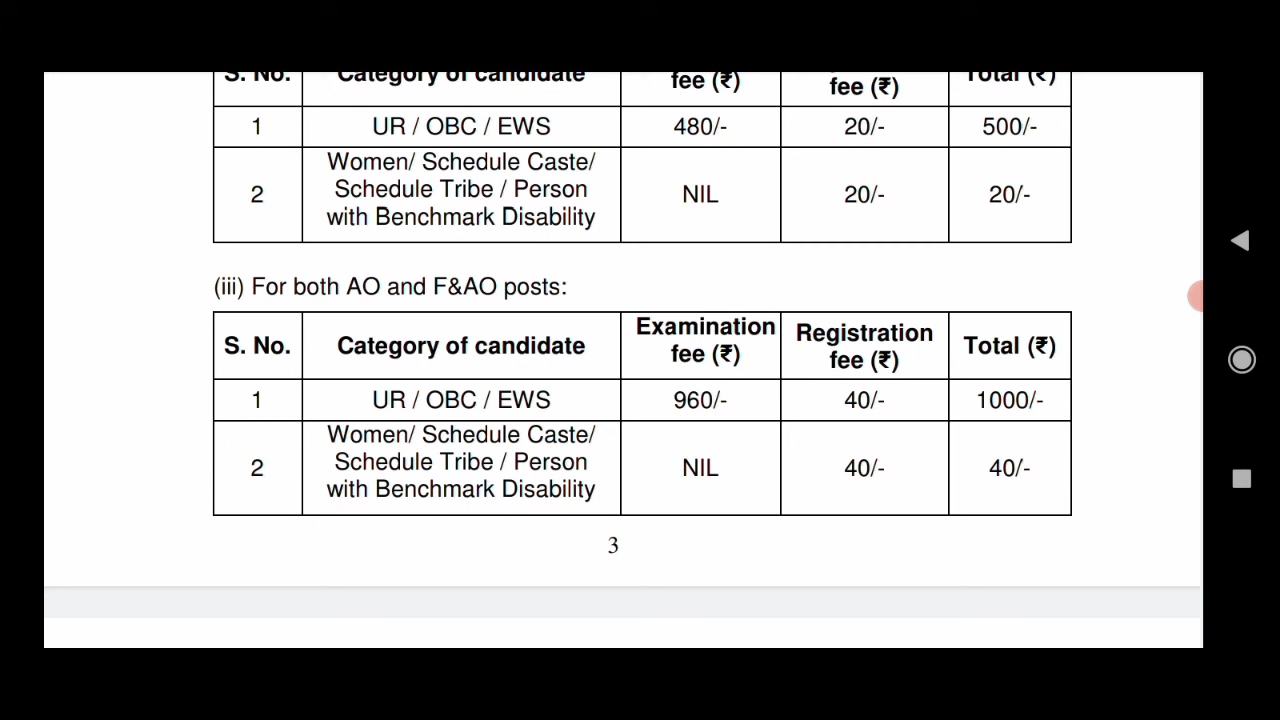 S. No. Category of candidate fee (₹) fee (₹) Total (₹)
1 UR / OBC / EWS 480/- 20/- 500/-
Women/ Schedule Caste/
2 Schedule Tribe / Person NIL 20/- 20/-
with Benchmark Disability
(iii) For both AO and F&AO posts:
S. No. Category of candidate Examination fee (₹) Registration fee (₹) Total (₹)
1 UR / OBC / EWS 960/- 40/- 1000/-
Women/ Schedule Caste/
2 Schedule Tribe / Person NIL 40/- 40/-
with Benchmark Disability
3